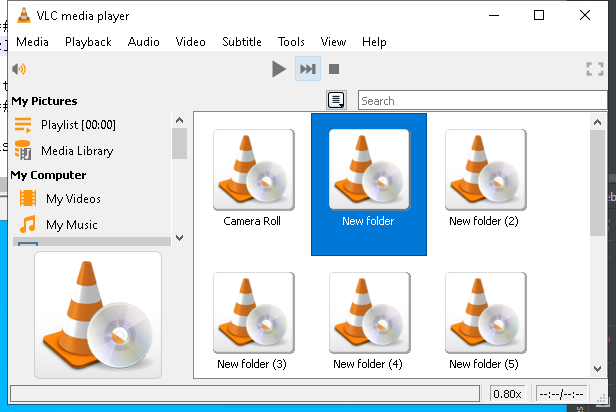 VLC media player
Media Playback Audio Video Subtitle Tools View Help
My Pictures
Search
Playlist [00:00]
Media Library
My Computer
My Videos
My Music
Camera Roll
New folder
New folder (2)
New folder (3)
New folder (4)
New folder (5)
0.80x
--:--/--:--